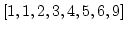 [1, 1, 2, 3, 4, 5, 6, 9]